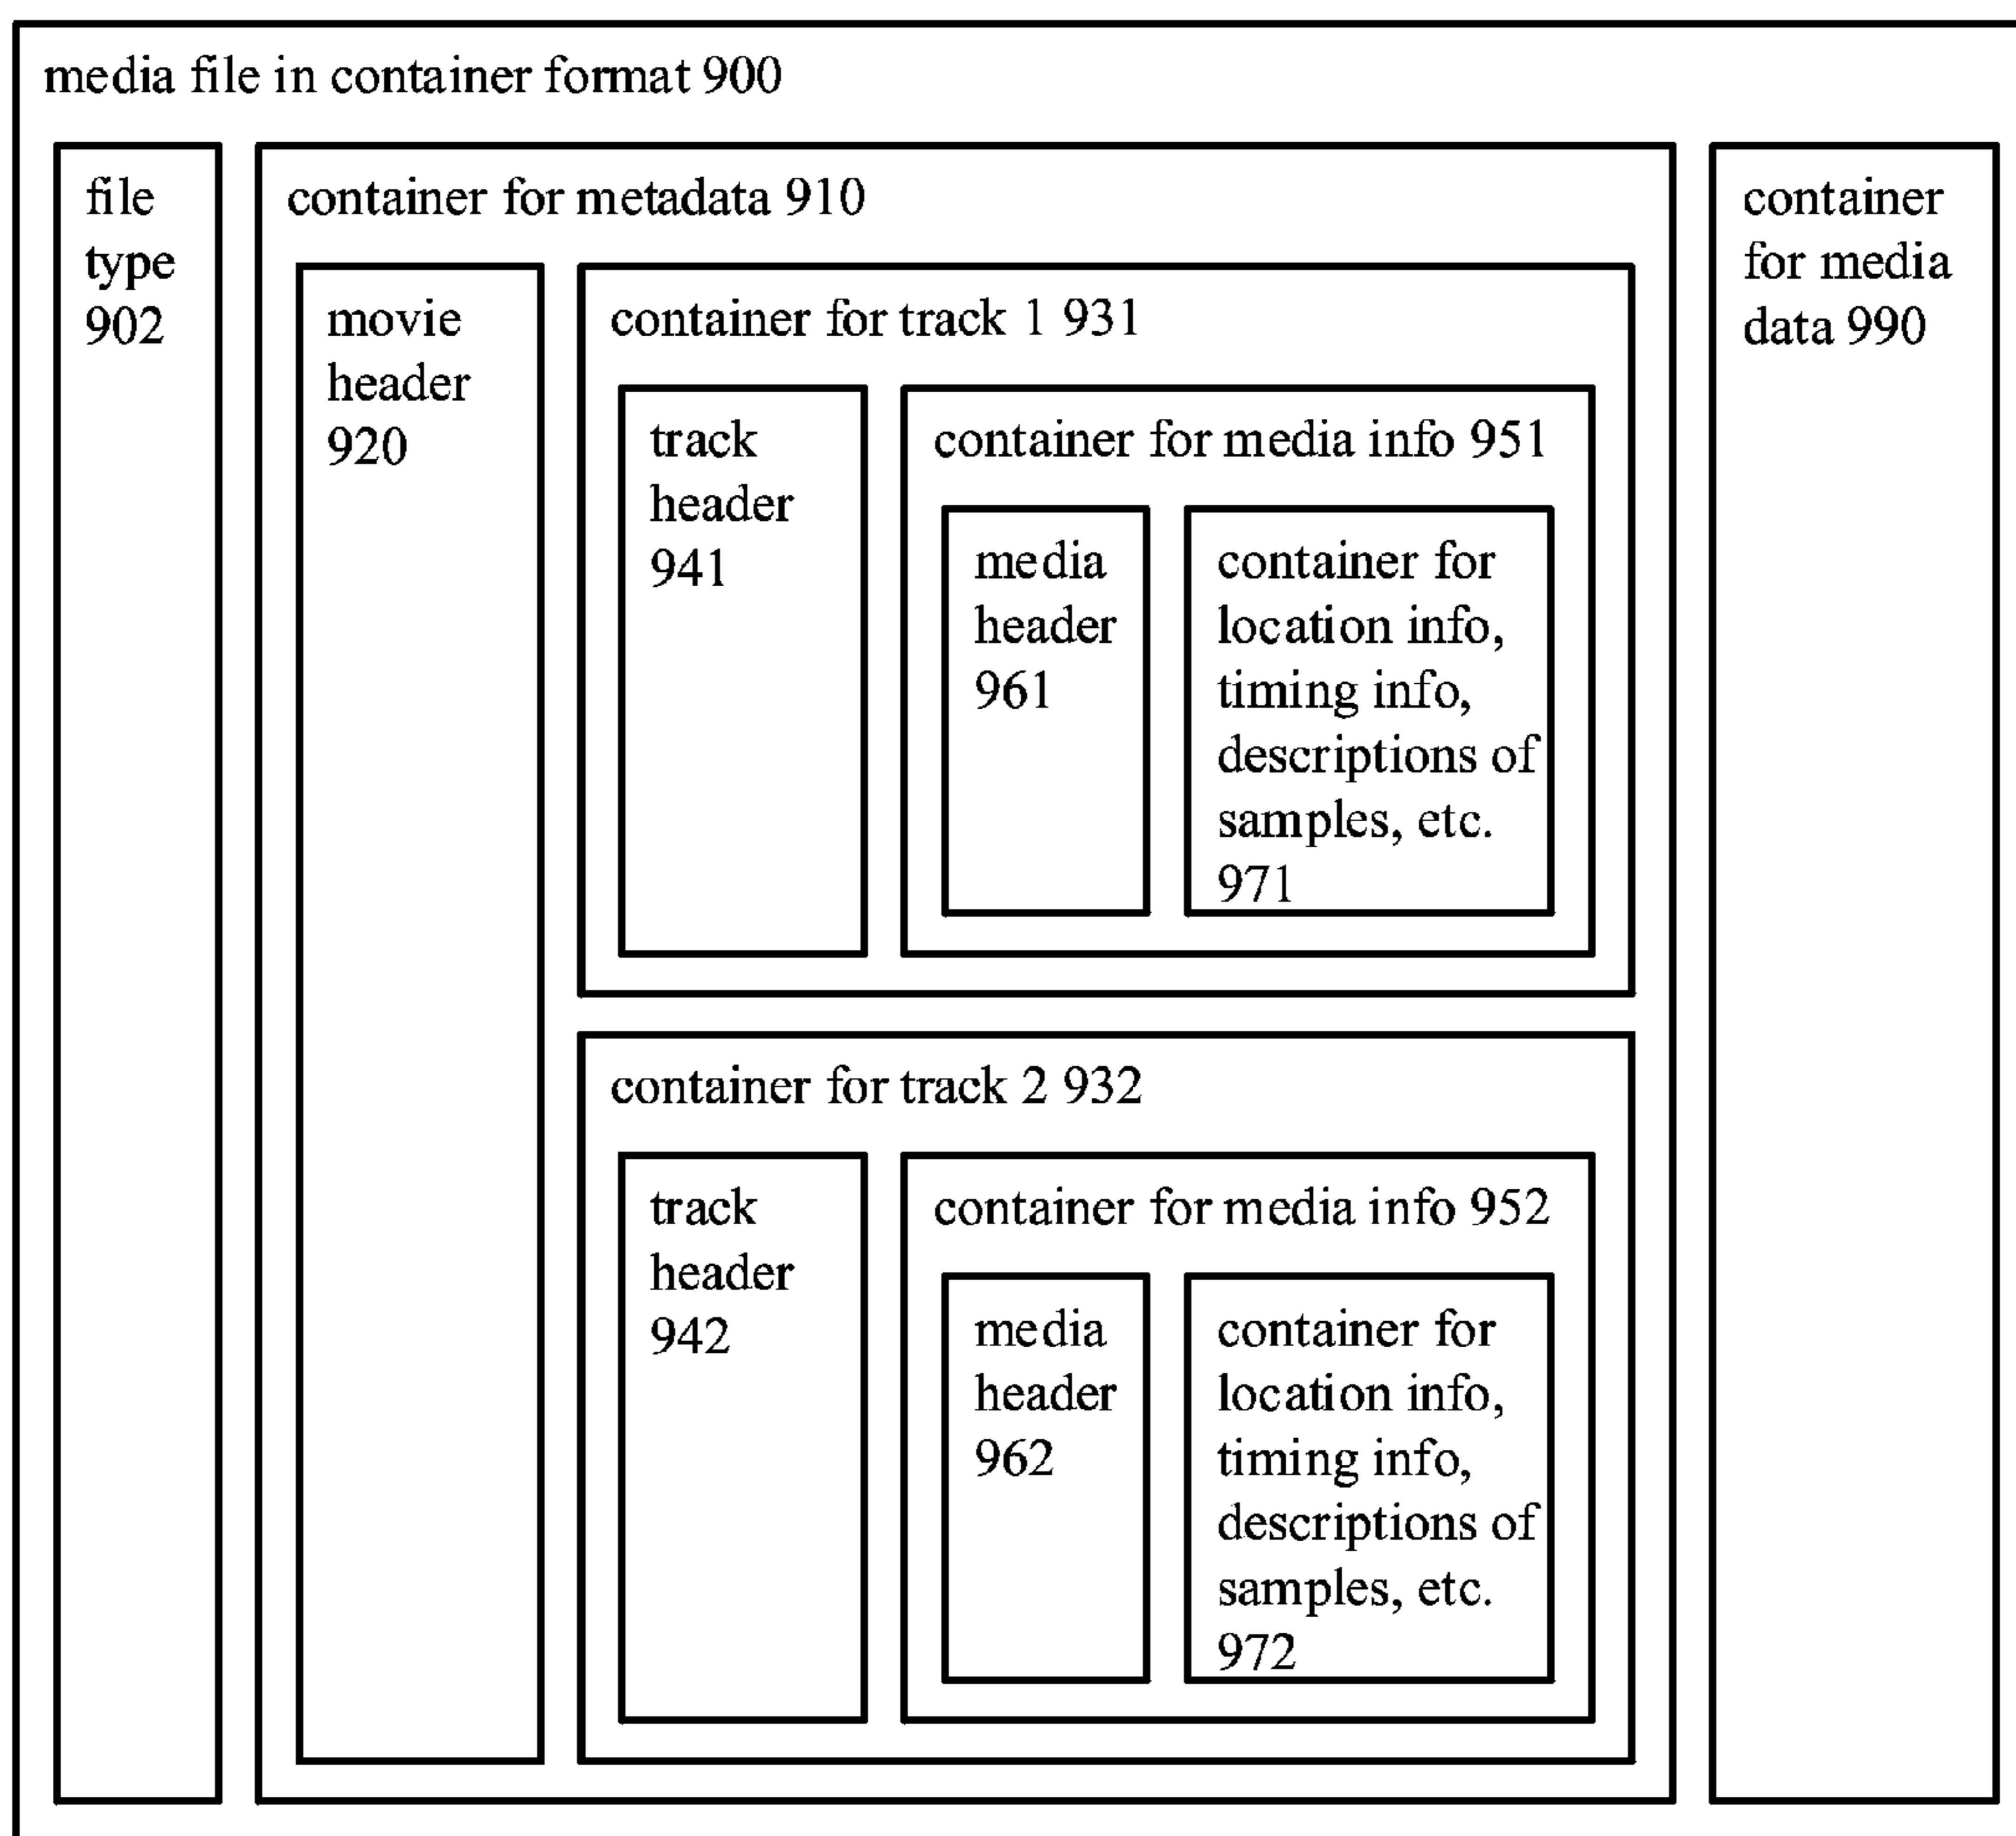 media file in container format 900
file
type
902
container for metadata 910
movie
header
920
container for track 1 931
track
header
941
container for media info 951
media
header
961
container for
location info,
timing info,
descriptions of
samples, etc.
971
container for track 2 932
track
header
942
container for media info 952
media
header
962
container for
location info,
timing info,
descriptions of
samples, etc.
972
container
for media
data 990